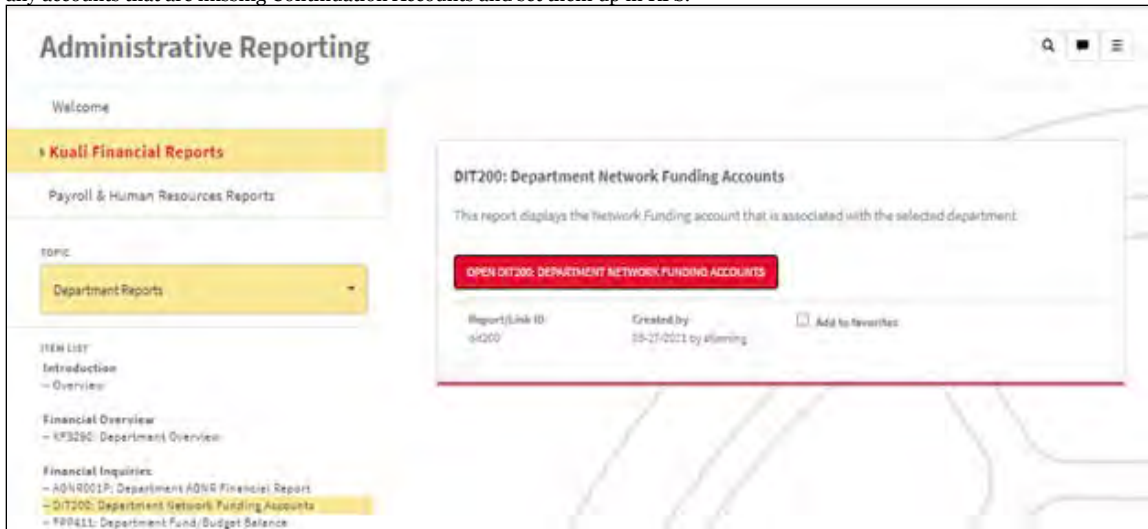 any accounts that are missing Continuation Accounts and set them up in KFS.
Administrative Reporting
Welcome
Kuali Financial Reports
Payroll & Human Resources Reports
TOPIC
Department Reports
ITEM LIST
Introduction
– Overview
Financial Overview
– KF3260: Department Overview
Financial Inquiries
– Department AGNR Financial Report
– DIT200: Department Network Funding Accounts
– Department Fund/Budget Balance
DIT200: Department Network Funding Accounts
This report displays the Network Funding account that is associated with the selected department
OPEN DIT200: DEPARTMENT NETWORK FUNDING ACCOUNTS
Report/Link ID
Created by
Add to favorites
dit200
by